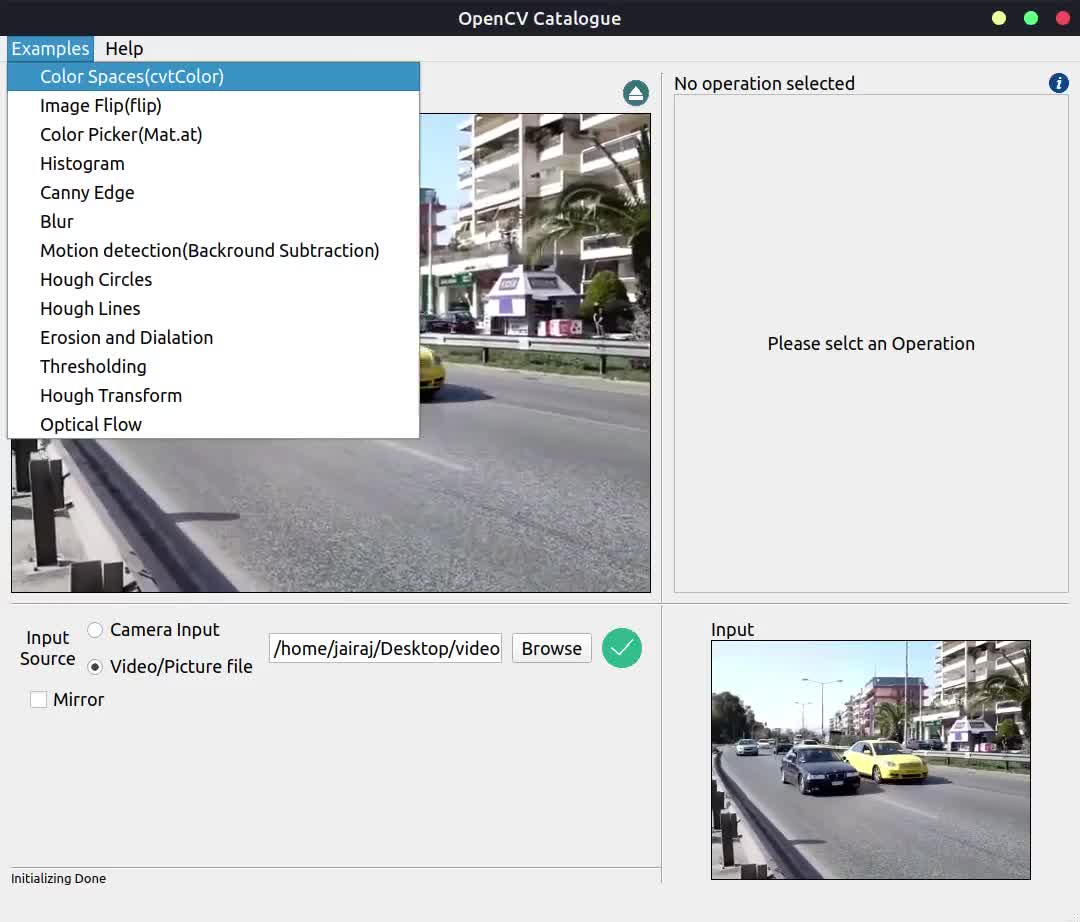 OpenCV Catalogue
Examples Help
Color Spaces(cvtColor)
Image Flip(flip)
Color Picker(Mat.at)
Histogram
Canny Edge
Blur
Motion detection(Backround Subtraction)
Hough Circles
Hough Lines
Erosion and Dialation
Thresholding
Hough Transform
Optical Flow
No operation selected
i
Please selct an Operation
KIOSK
Input
Source
Camera Input
Video/Picture file
/home/jairaj/Desktop/video
Browse
Mirror
Input
Initializing Done